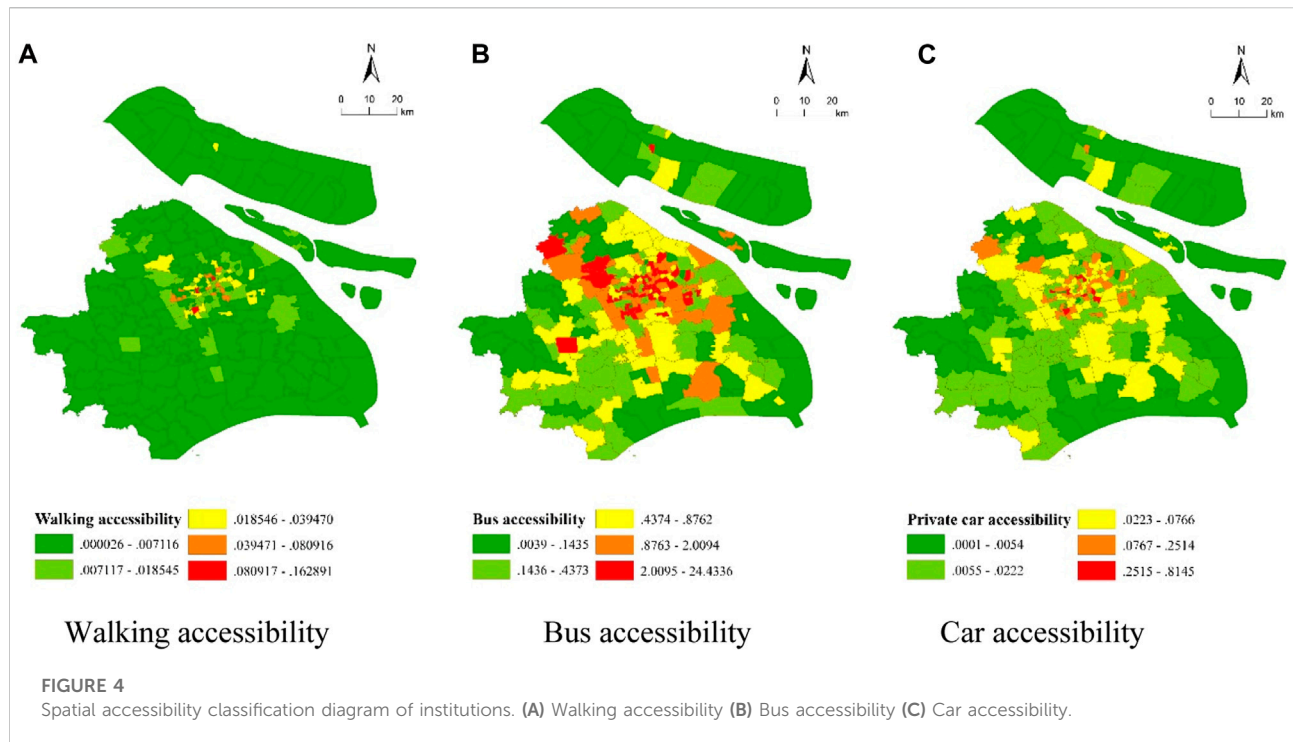 A
N
0 10 20
km
B
N
0 10 20
km
C
N
0 10 20
km
Walking accessibility
.000026 - .007116
.007117 - .018545
.018546 - .039470
.039471 - .080916
.080917 - .162891
Bus accessibility
.0039 - .1435
.1436 - .4373
.4374 - .8762
.8763 - 2.0094
2.0095 - 24.4336
Private car accessibility
.0001 - .0054
.0055 - .0222
.0223 - .0766
.0767 - .2514
.2515 - .8145
Walking accessibility
Bus accessibility
Car accessibility
FIGURE 4
Spatial accessibility classification diagram of institutions. (A) Walking accessibility (B) Bus accessibility (C) Car accessibility.